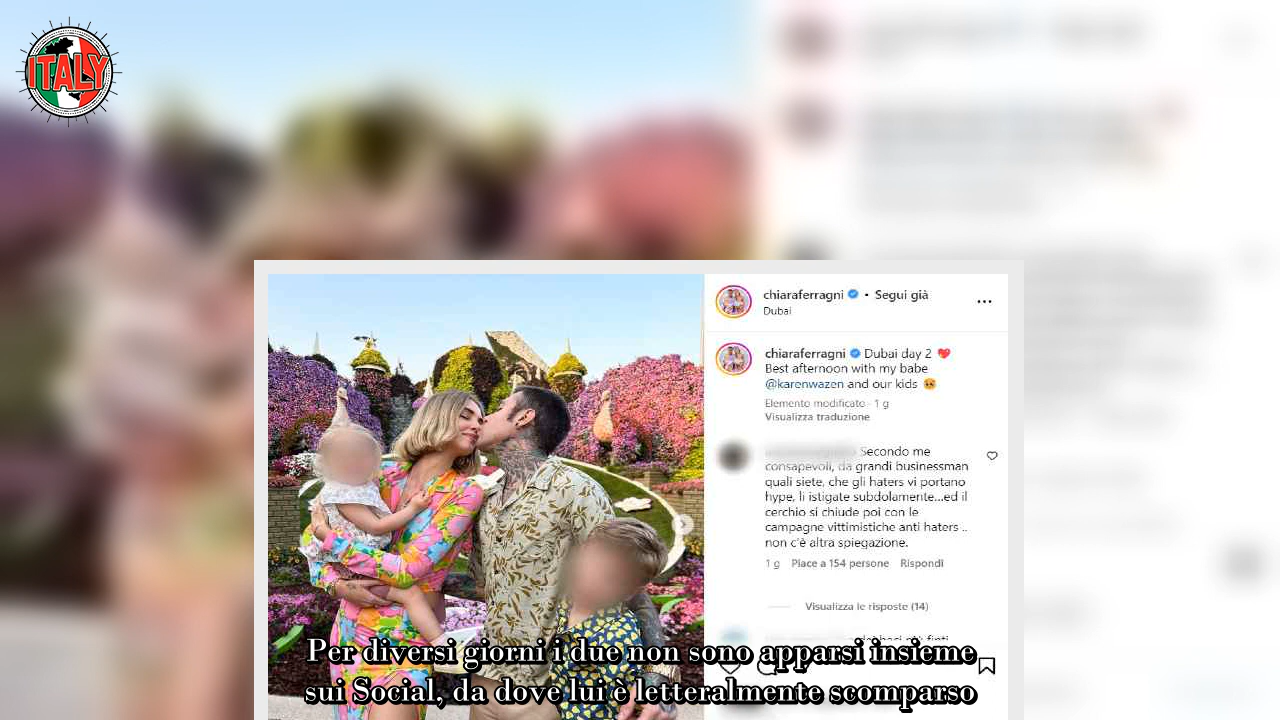 ITALY
chiaraferragni • Segui già
Dubai
chiaraferragni Dubai day 2
Best afternoon with my babe
@karenwazen and our kids
Elemento modificato · 1 g
Visualizza traduzione
Secondo me
consapevoli, da grandi businessman
quali siete, che gli haters vi portano
hype, li istigate subdolamente...ed il
cerchio si chiude poi con le
campagne vittimistiche anti haters ..
non c'è altra spiegazione.
1 g Piace a 154 persone Rispondi
Visualizza le risposte (14)
Per diversi giorni i due non sono apparsi insieme
sui Social, da dove lui è letteralmente scomparso